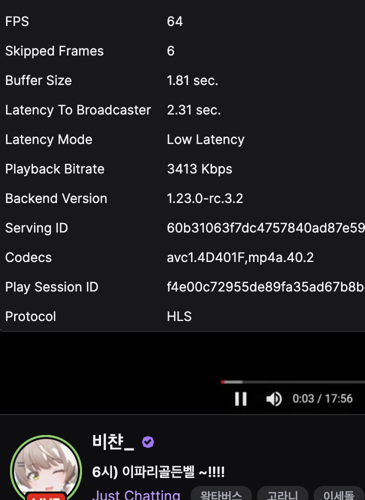 FPS 64
Skipped Frames 6
Buffer Size 1.81 sec.
Latency To Broadcaster 2.31 sec.
Latency Mode Low Latency
Playback Bitrate 3413 Kbps
Backend Version 1.23.0-rc.3.2
Serving ID 60b31063f7dc4757840ad87e59
Codecs avc1.4D401F,mp4a.40.2
Play Session ID f4e00c72955de89fa35ad67b8b
Protocol HLS
0:03 / 17:56
비챤_
6시) 이파리골든벨 ~!!!!
Just Chatting 왁타버스 고라니 이세돌